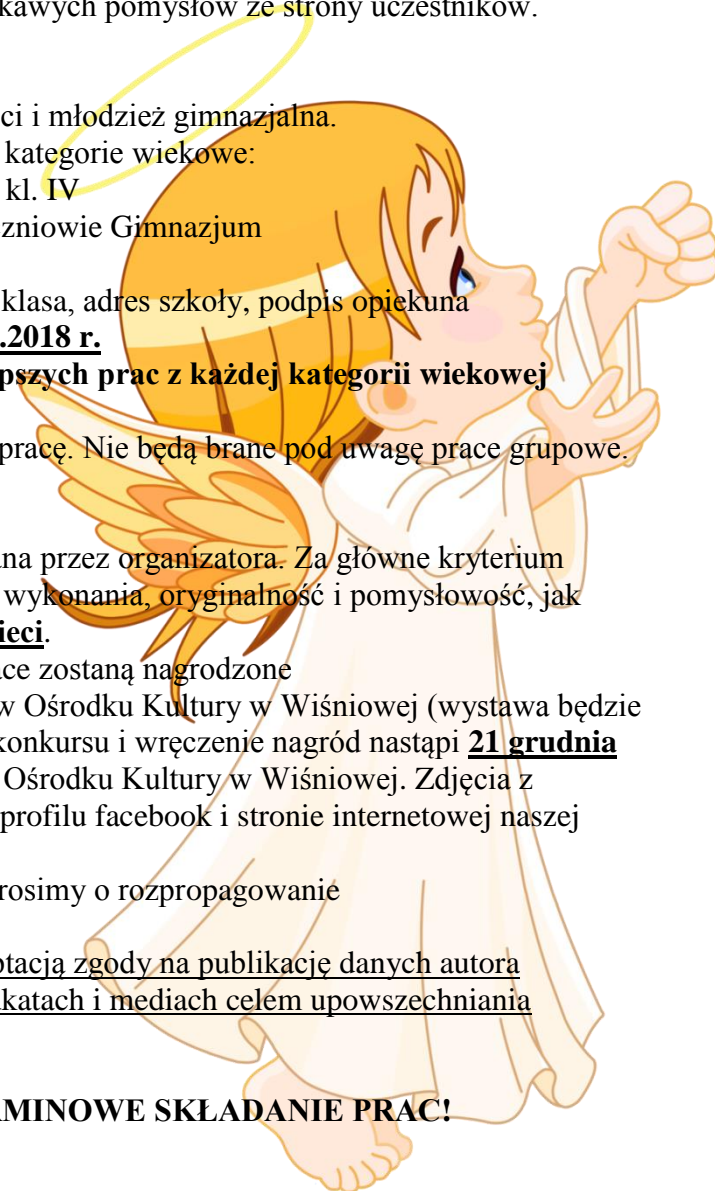 kawych pomysłów ze strony uczestników.
ci i młodzież gimnazjalna.
kategorie wiekowe:
kl. IV
zniowie Gimnazjum
klasa, adres szkoły, podpis opiekuna
.2018 r.
pszych prac z każdej kategorii wiekowej
pracę. Nie będą brane pod uwagę prace grupowe.
ana przez organizatora. Za główne kryterium
wykonania, oryginalność i pomysłowość, jak
ieci.
ace zostaną nagrodzone
w Ośrodku Kultury w Wiśniowej (wystawa będzie
konkursu i wręczenie nagród nastąpi 21 grudnia
Ośrodku Kultury w Wiśniowej. Zdjęcia z
profilu facebook i stronie internetowej naszej
rosimy o rozpropagowanie
ptacją zgody na publikację danych autora
akatach i mediach celem upowszechniania
AMINOWE SKŁADANIE PRAC!